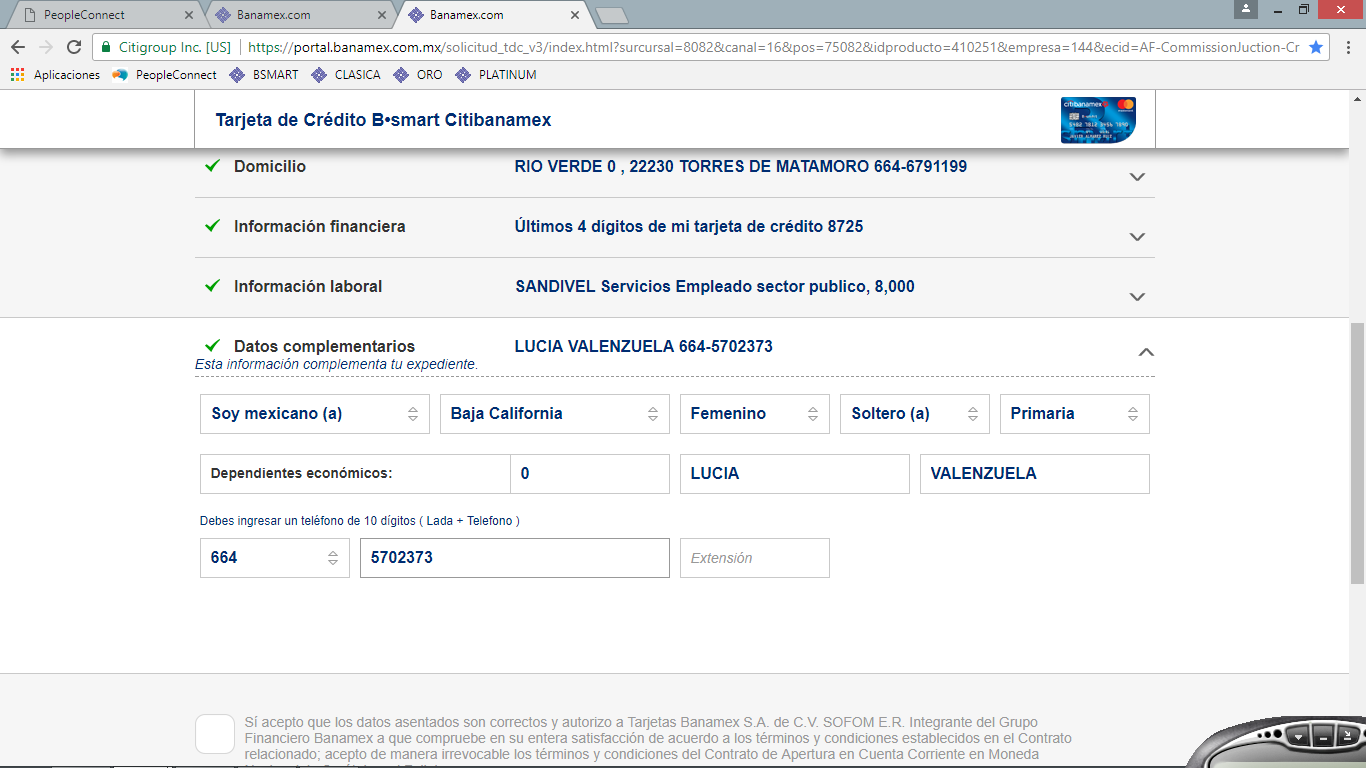 PeopleConnect
Banamex.com
Banamex.com
Citigroup Inc. [US]
https://portal.banamex.com.mx/solicitud_tdc_v3/index.html?sursursal=8082&canal=16&pos=75082&idproducto=410251&empresa=144&ecid=AF-CommissionJuction-Cr
Aplicaciones PeopleConnect BSMART CLASICA ORO PLATINUM
Tarjeta de Crédito B•smart Citibanamex
citibanamex
Domicilio RIO VERDE 0 , 22230 TORRES DE MATAMORO 664-6791199
Información financiera Últimos 4 dígitos de mi tarjeta de crédito 8725
Información laboral SANDIVEL Servicios Empleado sector publico, 8,000
Datos complementarios LUCIA VALENZUELA 664-5702373
Esta información complementa tu expediente.
Soy mexicano (a) Baja California Femenino Soltero (a) Primaria
Dependientes económicos: 0 LUCIA VALENZUELA
Debes ingresar un teléfono de 10 dígitos ( Lada + Telefono )
664 5702373 Extensión
Sí acepto que los datos asentados son correctos y autorizo a Tarjetas Banamex S.A. de C.V. SOFOM E.R. Integrante del Grupo
Financiero Banamex a que compruebe en su entera satisfacción de acuerdo a los términos y condiciones establecidos en el Contrato
relacionado; acepto de manera irrevocable los términos y condiciones del Contrato de Apertura en Cuenta Corriente en Moneda